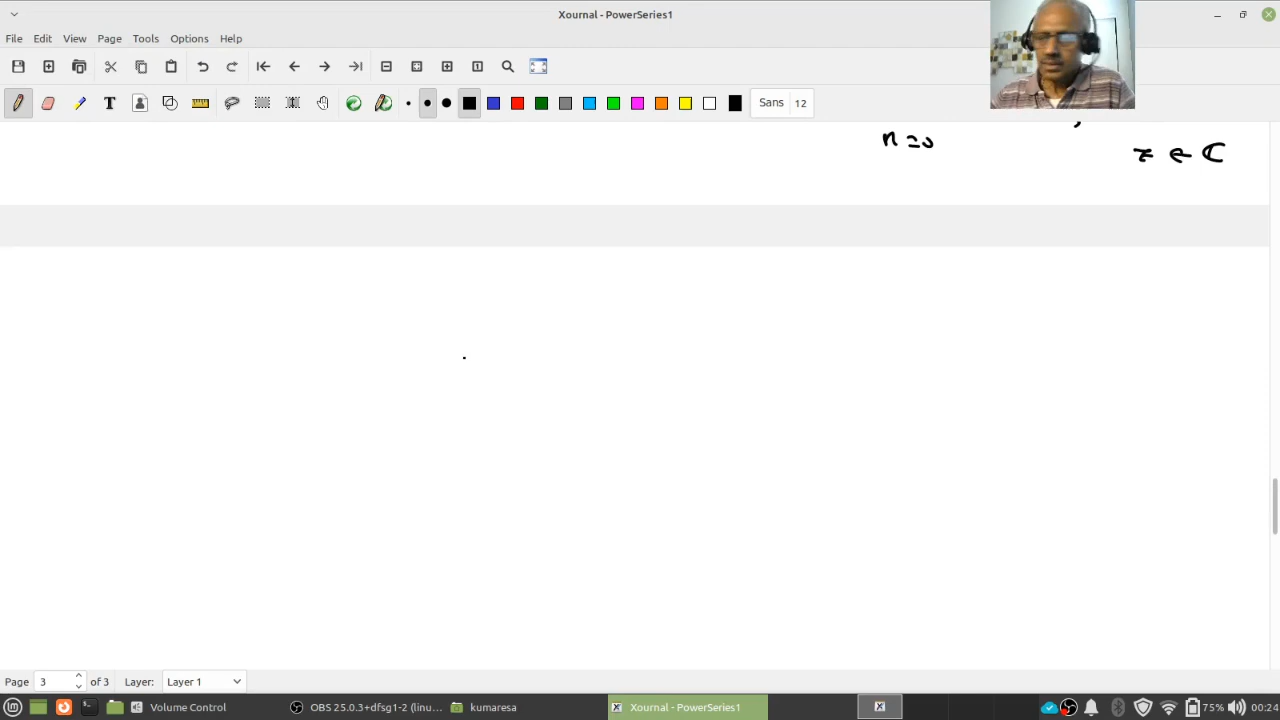 Xournal - PowerSeries1
File Edit View Page Tools Options Help
Sans 12
n=0
z ∈ ℂ
Page 3 of 3 Layer: Layer 1
Volume Control OBS 25.0.3+dfsg1-2 (linu... kumaresa Xournal - PowerSeries1 75% 00:24